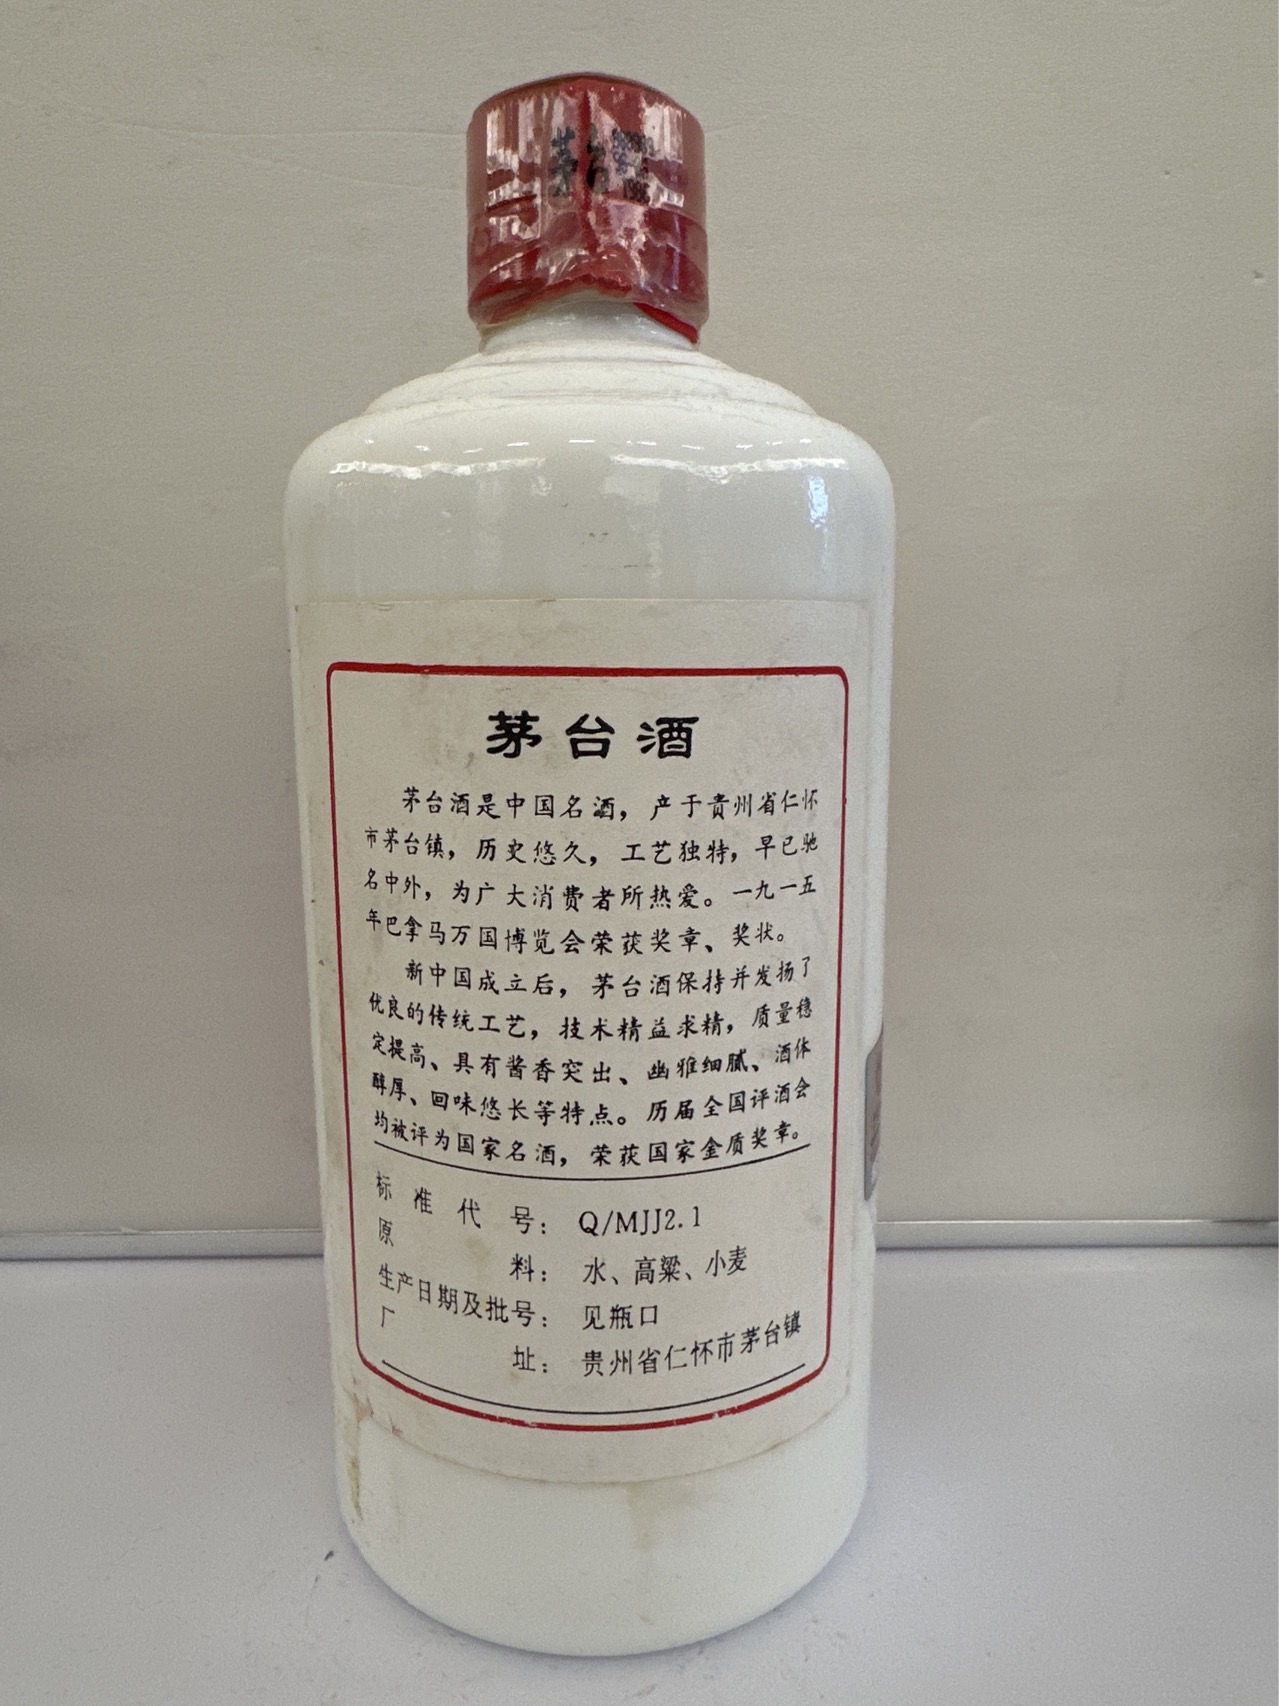 茅台
茅台酒
茅台酒是中国名酒，产于贵州省仁怀
市茅台镇，历史悠久，工艺独特，早已驰
名中外，为广大消费者所热爱。一九一五
年巴拿马万国博览会荣获奖章、奖状。
新中国成立后，茅台酒保持并发扬了
优良的传统工艺，技术精益求精，质量稳
定提高、具有酱香突出、幽雅细腻、酒体
醇厚、回味悠长等特点。历届全国评酒会
均被评为国家名酒，荣获国家金质奖章。
标准代号：Q/MJJ2.1
原料：水、高粱、小麦
生产日期及批号：见瓶口
厂址：贵州省仁怀市茅台镇